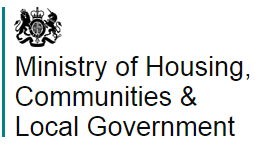 Ministry of Housing,
Communities &
Local Government